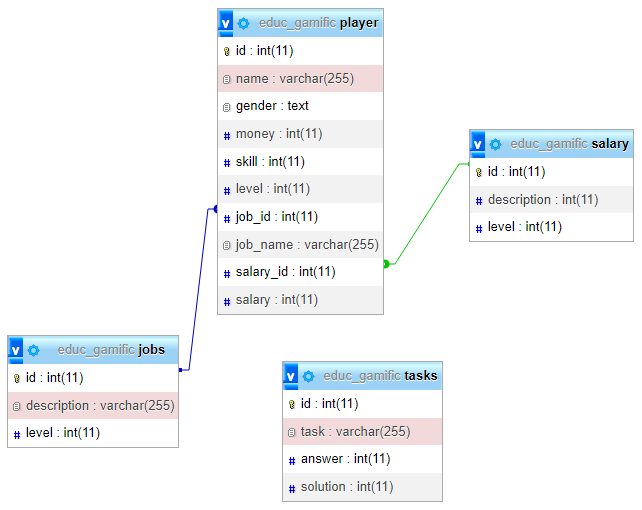 v educ_gamific player
id : int(11)
name : varchar(255)
gender : text
# money : int(11)
# skill : int(11)
# level : int(11)
# job_id : int(11)
job_name : varchar(255)
# salary_id : int(11)
# salary : int(11)
v educ_gamific salary
id : int(11)
# description : int(11)
# level : int(11)
v educ_gamific jobs
id : int(11)
description : varchar(255)
# level : int(11)
v educ_gamific tasks
id : int(11)
task : varchar(255)
# answer : int(11)
# solution : int(11)